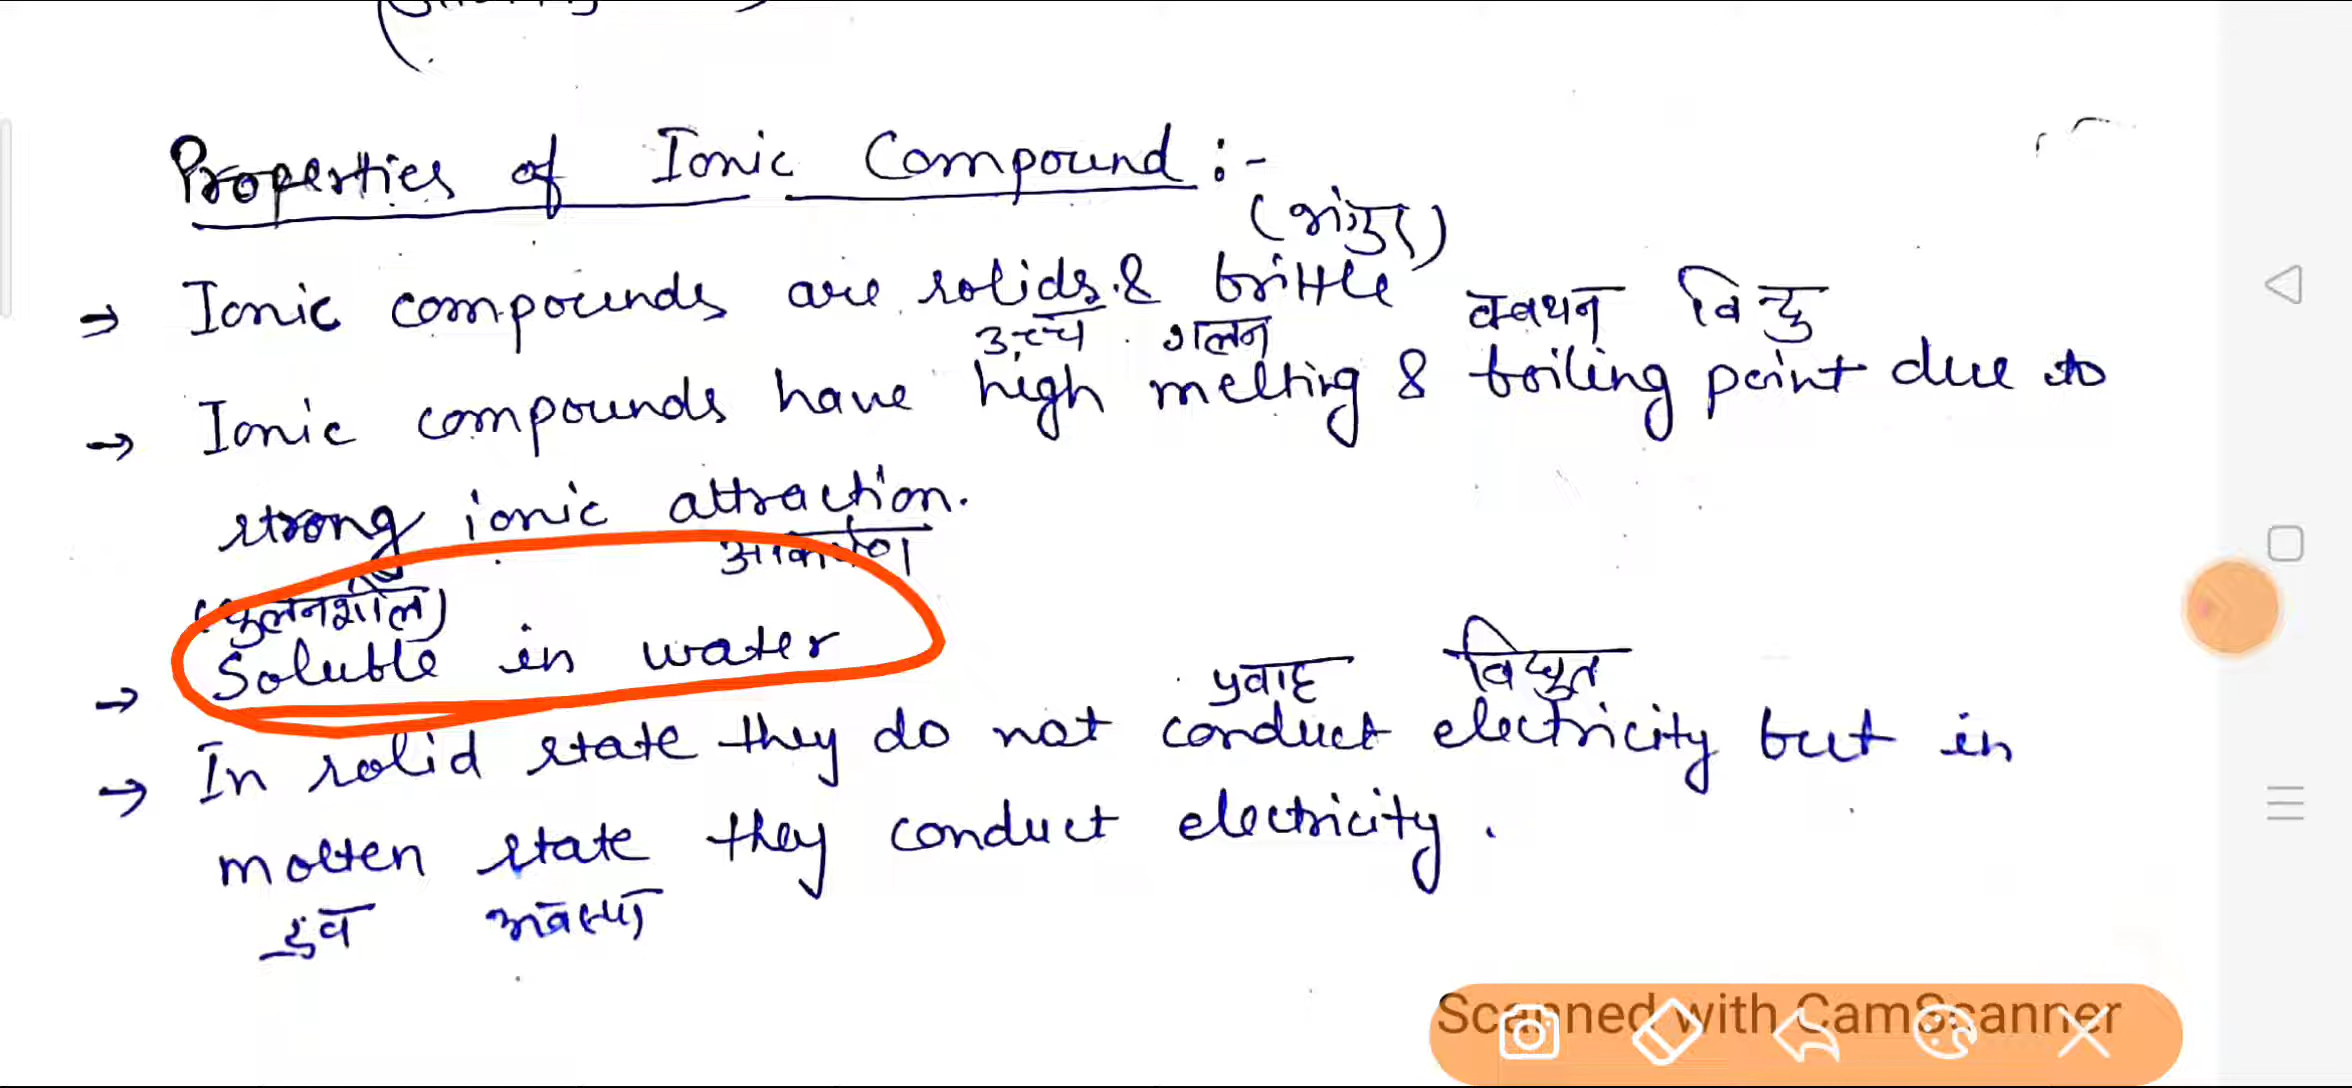 Properties of Ionic Compound :-
(भंगुर)
→ Ionic compounds are solids & brittle
उच्च गलन क्वथन बिन्दु
→ Ionic compounds have high melting & boiling point due to
strong ionic attraction.
आकर्षण
(घुलनशील)
→ Soluble in water
प्रवाह विद्युत
→ In solid state they do not conduct electricity but in
molten state they conduct electricity.
द्रव अवस्था
Scanned with CamScanner